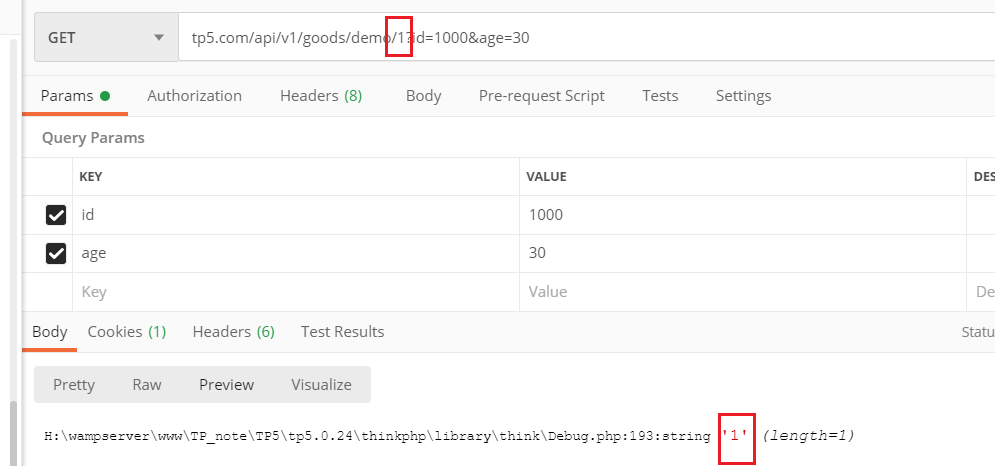 GET tp5.com/api/v1/goods/demo/1?id=1000&age=30
Params Authorization Headers (8) Body Pre-request Script Tests Settings
Query Params
KEY VALUE DES
id 1000
age 30
Key Value De
Body Cookies (1) Headers (6) Test Results Statu
Pretty Raw Preview Visualize
H:\wampserver\www\TP_note\TP5\tp5.0.24\thinkphp\library\think\Debug.php:193:string '1' (length=1)